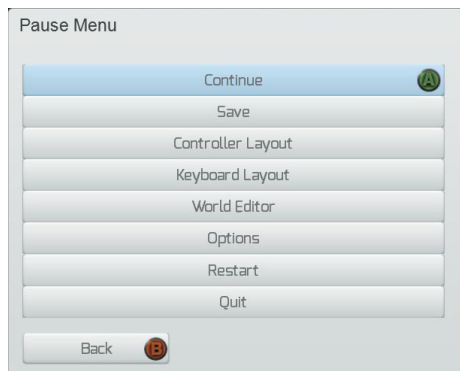 Pause Menu
Continue A
Save
Controller Layout
Keyboard Layout
World Editor
Options
Restart
Quit
Back B